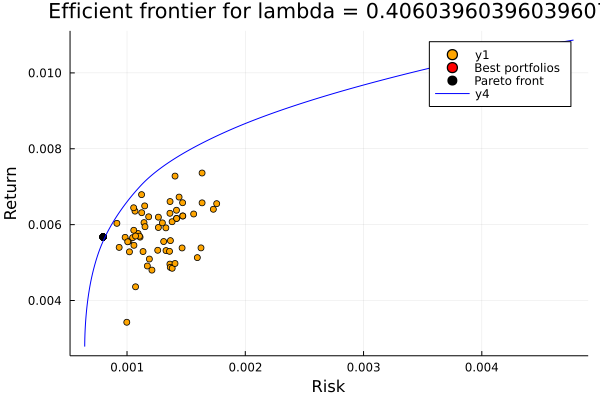 Efficient frontier for lambda = 0.4060396039603960
y1
Best portfolios
Pareto front
y4
0.010
0.008
0.006
0.004
Return
0.001
0.002
0.003
0.004
Risk